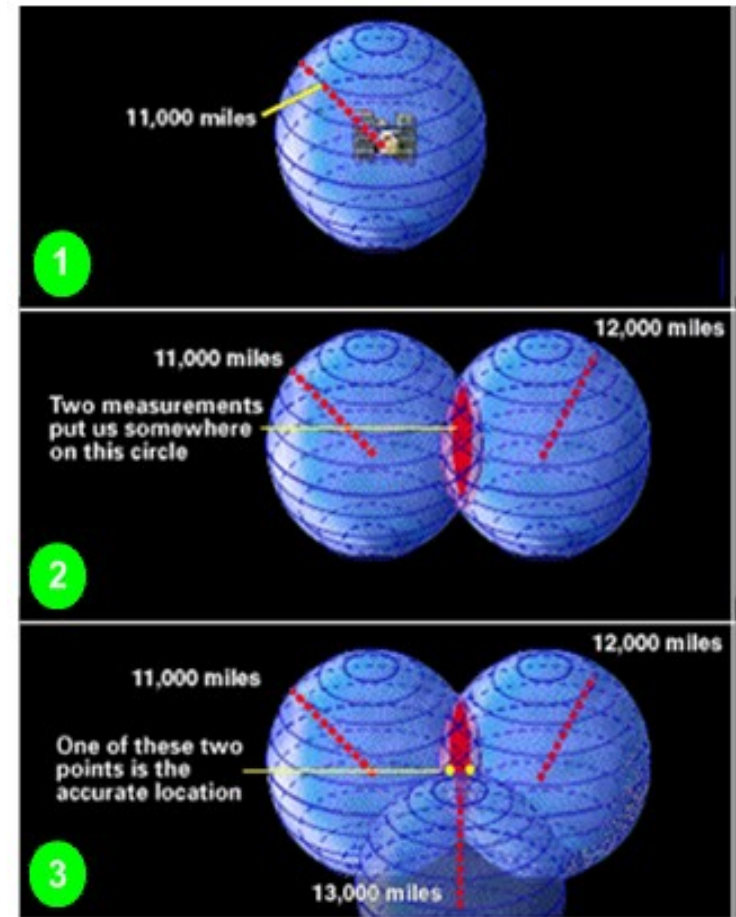 11,000 miles
1
12,000 miles
11,000 miles
Two measurements
put us somewhere
on this circle
2
12,000 miles
11,000 miles
One of these two
points is the
accurate location
3
13,000 miles